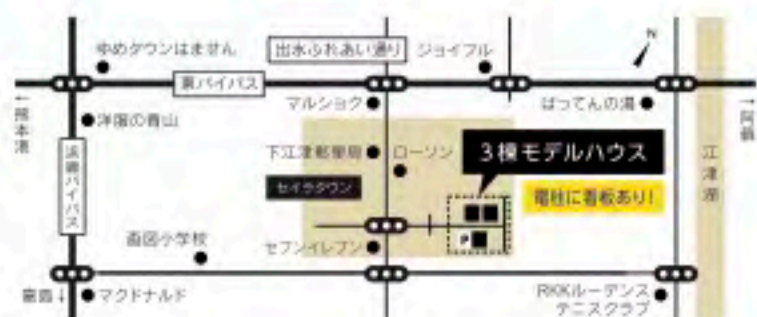 ゆめタウンはません
出水ふれあい通り
ジョイフル
N
東バイパス
←熊本港
マルショク
ばってんの湯
→阿蘇
洋服の青山
浜線バイパス
下江津郵便局
ローソン
3棟モデルハウス
江津湖
セイラタウン
電柱に看板あり!
画図小学校
セブンイレブン
P
嘉島↓
マクドナルド
RKKルーデンス
テニスクラブ